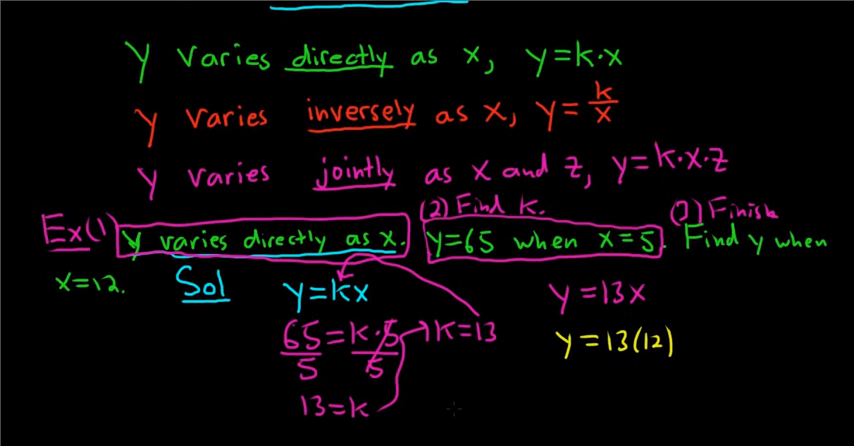 y varies directly as x, y=k·x
y varies inversely as x, y=k/x
y varies jointly as x and z, y=k·x·z
(2) Find k. (3) Finish
Ex(1) y varies directly as x. y=65 when x=5. Find y when
x=12. Sol y=kx y=13x
65=k·5 k=13 y=13(12)
5 5
13=k